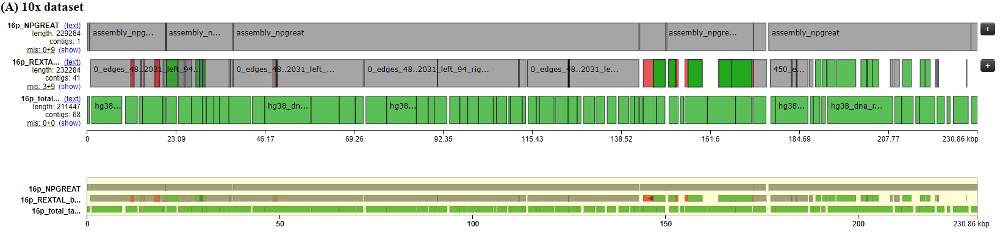 (A) 10x dataset
16p_NPGREAT (text)
length: 229264
contigs: 1
mis: 0+9 (show)
assembly_npg... assembly_n... assembly_npgreat assembly_npgre... assembly_npgreat
+
16p_REXTA... (text)
length: 232284
contigs: 41
mis: 3+9 (show)
0_edges_48..2031_left_94... 0_edges_48..2031_left_... 0_edges_48..2031_left_94_rig... 0_edges_48..2031_le... 450_e...
+
16p_total... (text)
length: 211447
contigs: 68
mis: 0+0 (show)
hg38... hg38_dn... hg38... hg38... hg38_dna_r...
0 23.09 46.17 69.26 92.35 115.43 138.52 161.6 184.69 207.77 230.86 kbp
16p_NPGREAT
16p_REXTAL_b...
16p_total_ta...
0 50 100 150 200 230.86 kbp